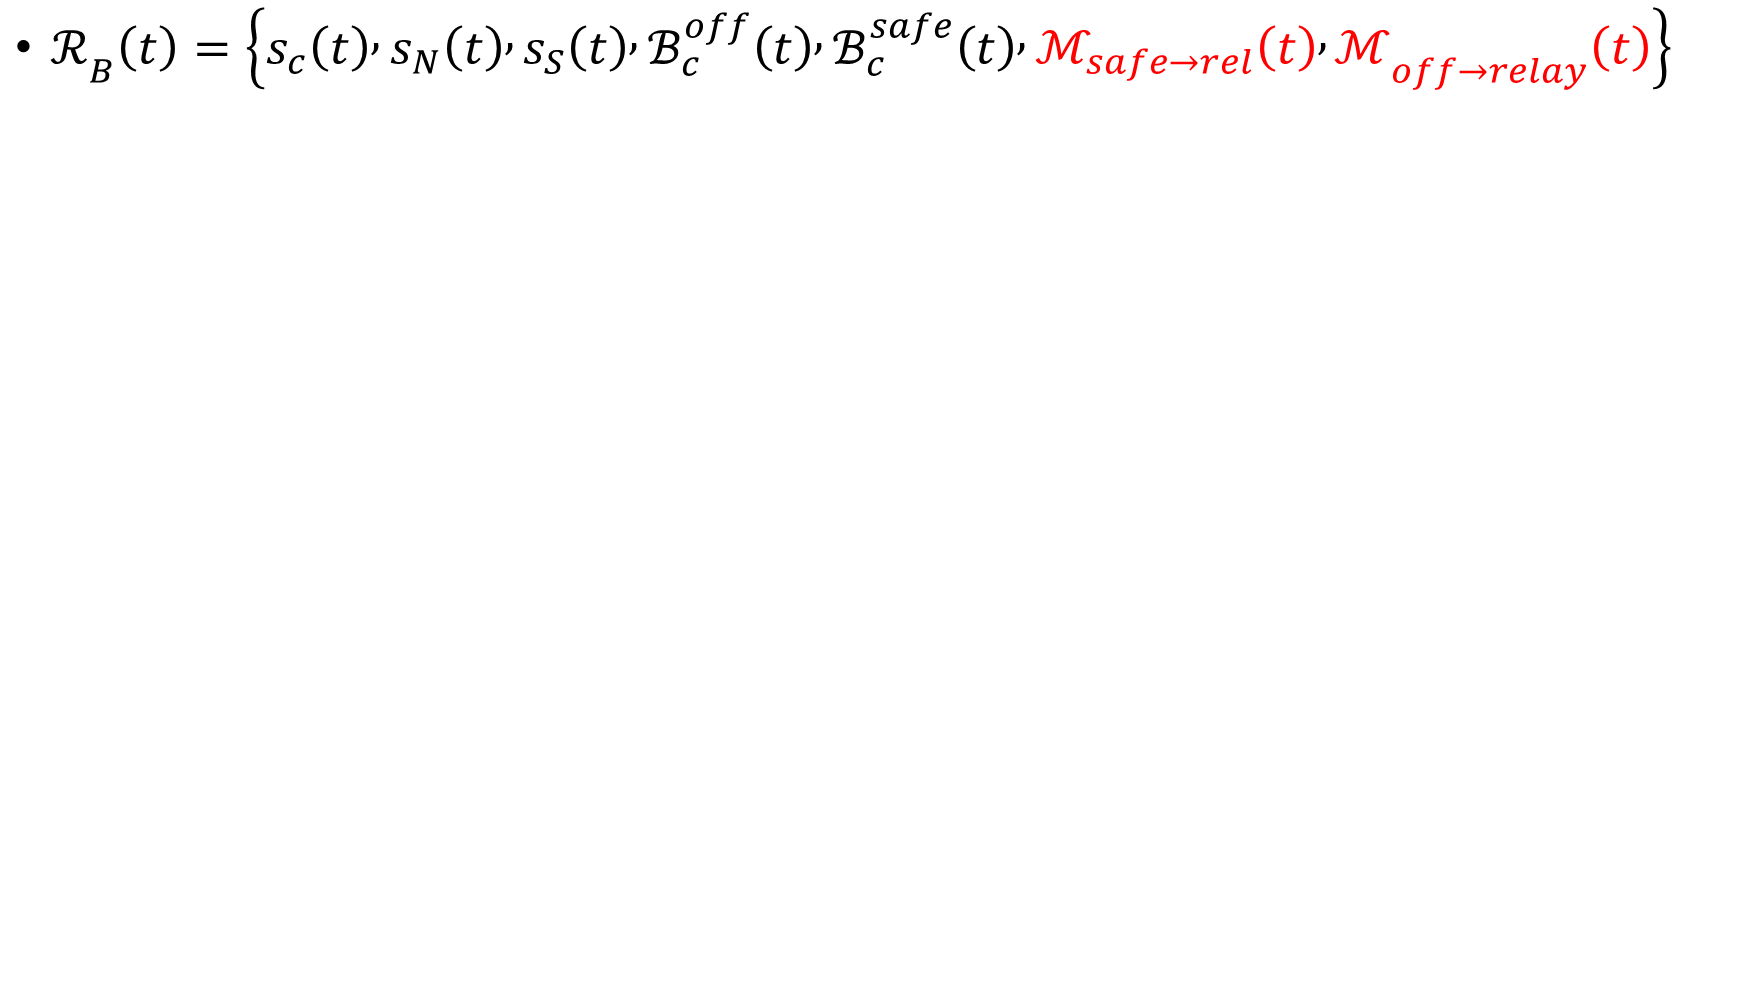 • ℛ_B(t) = {s_c(t), s_N(t), s_S(t), ℬ_c^{off}(t), ℬ_c^{safe}(t), ℳ_{safe→rel}(t), ℳ_{off→relay}(t)}